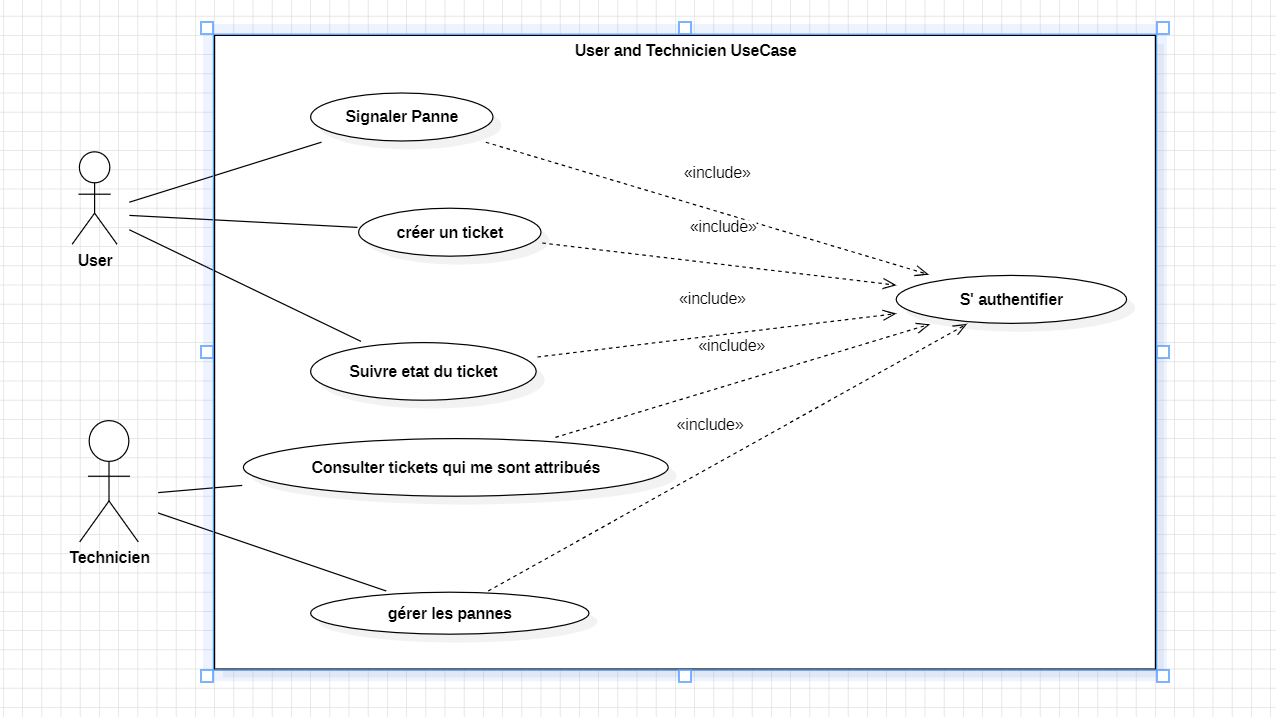 User and Technicien UseCase
Signaler Panne
«include»
«include»
créer un ticket
User
S' authentifier
«include»
«include»
Suivre etat du ticket
«include»
Consulter tickets qui me sont attribués
Technicien
gérer les pannes